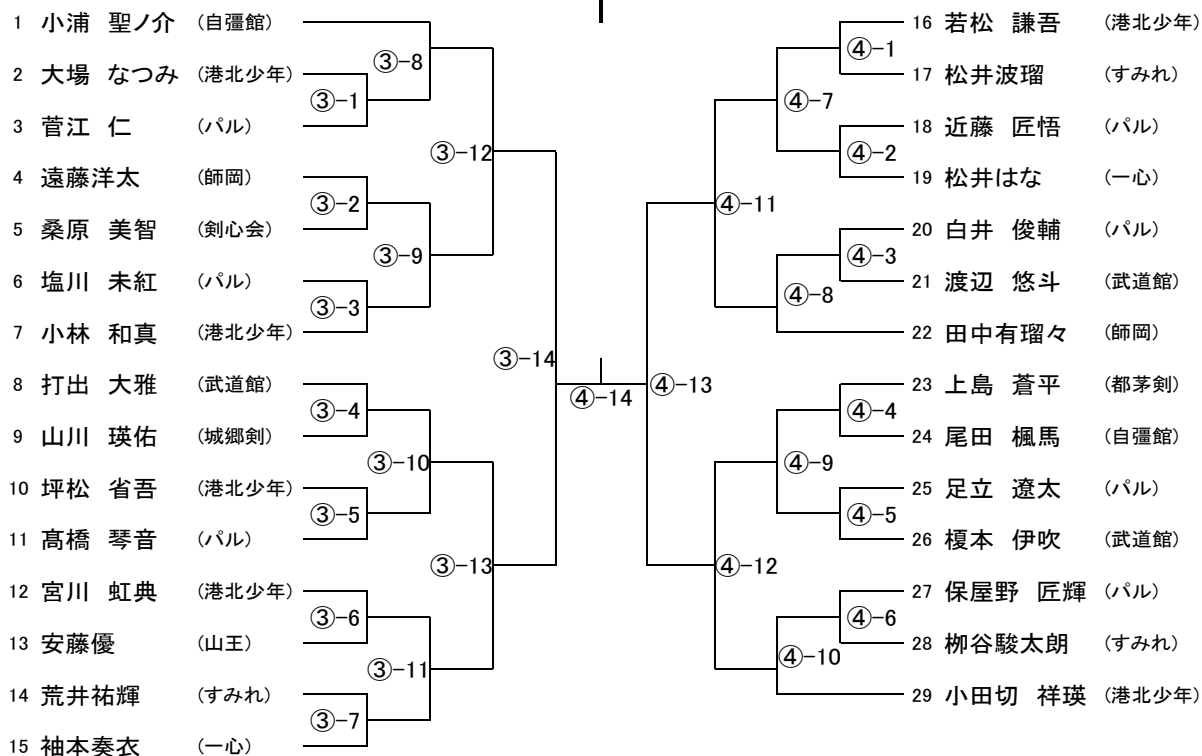 1 小浦 聖ノ介 (自彊館)
2 大場 なつみ (港北少年)
3 菅江 仁 (パル)
4 遠藤洋太 (師岡)
5 桑原 美智 (剣心会)
6 塩川 未紅 (パル)
7 小林 和真 (港北少年)
8 打出 大雅 (武道館)
9 山川 瑛佑 (城郷剣)
10 坪松 省吾 (港北少年)
11 髙橋 琴音 (パル)
12 宮川 虹典 (港北少年)
13 安藤優 (山王)
14 荒井祐輝 (すみれ)
15 袖本奏衣 (一心)
③-8
③-1
③-12
③-2
③-9
③-3
③-14
③-4
③-10
③-5
③-13
③-6
③-11
③-7
④-14
④-13
④-1
④-7
④-2
④-11
④-3
④-8
④-4
④-9
④-5
④-12
④-6
④-10
16 若松 謙吾 (港北少年)
17 松井波瑠 (すみれ)
18 近藤 匠悟 (パル)
19 松井はな (一心)
20 白井 俊輔 (パル)
21 渡辺 悠斗 (武道館)
22 田中有瑠々 (師岡)
23 上島 蒼平 (都茅剣)
24 尾田 楓馬 (自彊館)
25 足立 遼太 (パル)
26 榎本 伊吹 (武道館)
27 保屋野 匠輝 (パル)
28 栁谷駿太朗 (すみれ)
29 小田切 祥瑛 (港北少年)